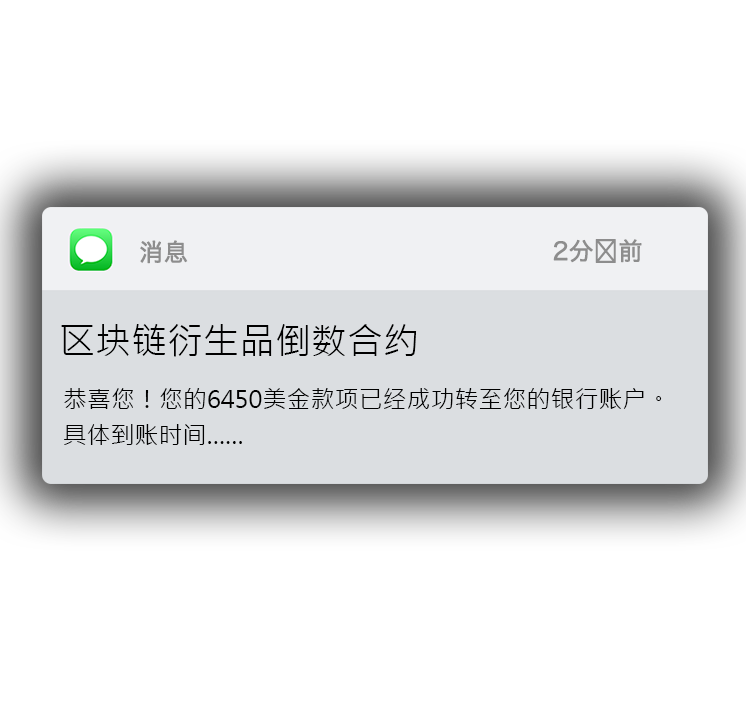 消息
2分前
区块链衍生品倒数合约
恭喜您！您的6450美金款项已经成功转至您的银行账户。
具体到账时间......